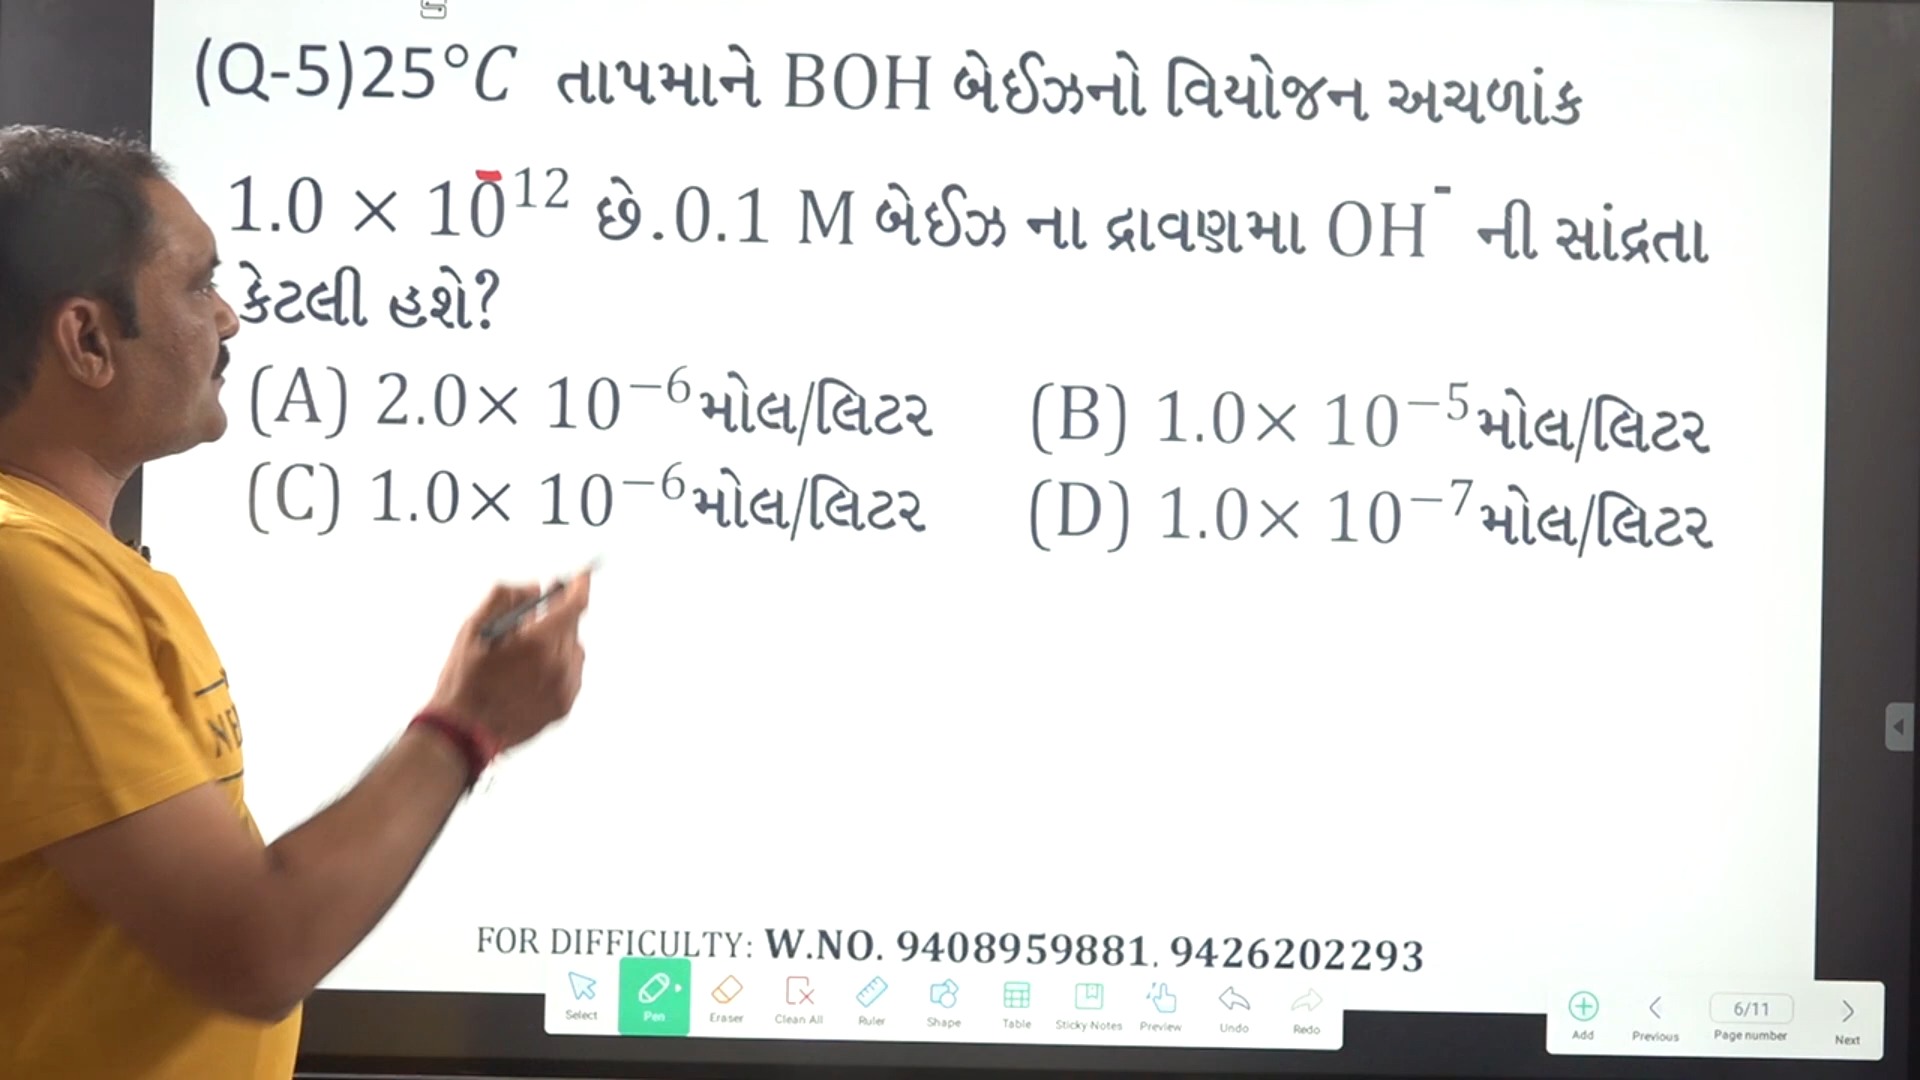 (Q-5)25°C તાપમાને BOH બેઈઝનો વિયોજન અચળાંક
1.0 × 10⁻¹² છે.0.1 M બેઈઝ ના દ્રાવણમા OH⁻ ની સાંદ્રતા
કેટલી હશે?
(A) 2.0× 10⁻⁶મોલ/લિટર (B) 1.0× 10⁻⁵મોલ/લિટર
(C) 1.0× 10⁻⁶મોલ/લિટર (D) 1.0× 10⁻⁷મોલ/લિટર
NE
FOR DIFFICULTY: W.NO. 9408959881. 9426202293
Select Pen Eraser Clean All Ruler Shape Table Sticky Notes Preview Undo Redo
Add Previous 6/11 Page number Next